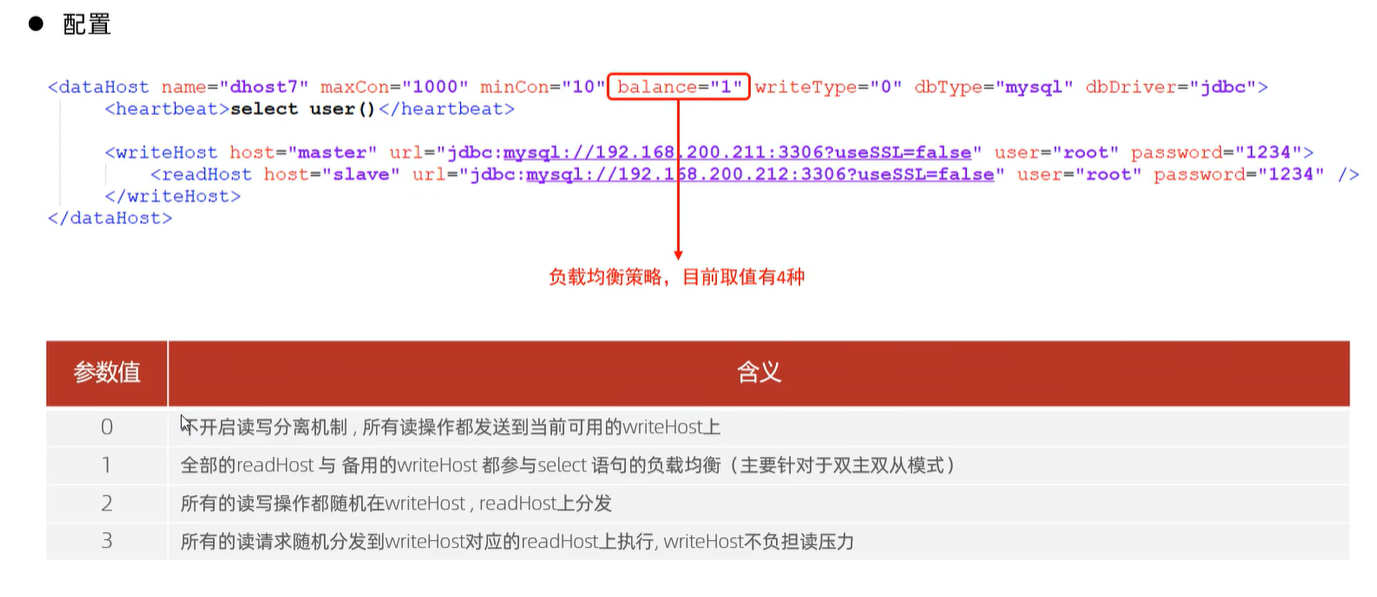 ● 配置
<dataHost name="dhost7" maxCon="1000" minCon="10" balance="1" writeType="0" dbType="mysql" dbDriver="jdbc">
<heartbeat>select user()</heartbeat>
<writeHost host="master" url="jdbc:mysql://192.168.200.211:3306?useSSL=false" user="root" password="1234">
<readHost host="slave" url="jdbc:mysql://192.168.200.212:3306?useSSL=false" user="root" password="1234" />
</writeHost>
</dataHost>
负载均衡策略，目前取值有4种
参数值 含义
0 不开启读写分离机制 , 所有读操作都发送到当前可用的writeHost上
1 全部的readHost 与 备用的writeHost 都参与select 语句的负载均衡（主要针对于双主双从模式）
2 所有的读写操作都随机在writeHost , readHost上分发
3 所有的读请求随机分发到writeHost对应的readHost上执行, writeHost不负担读压力